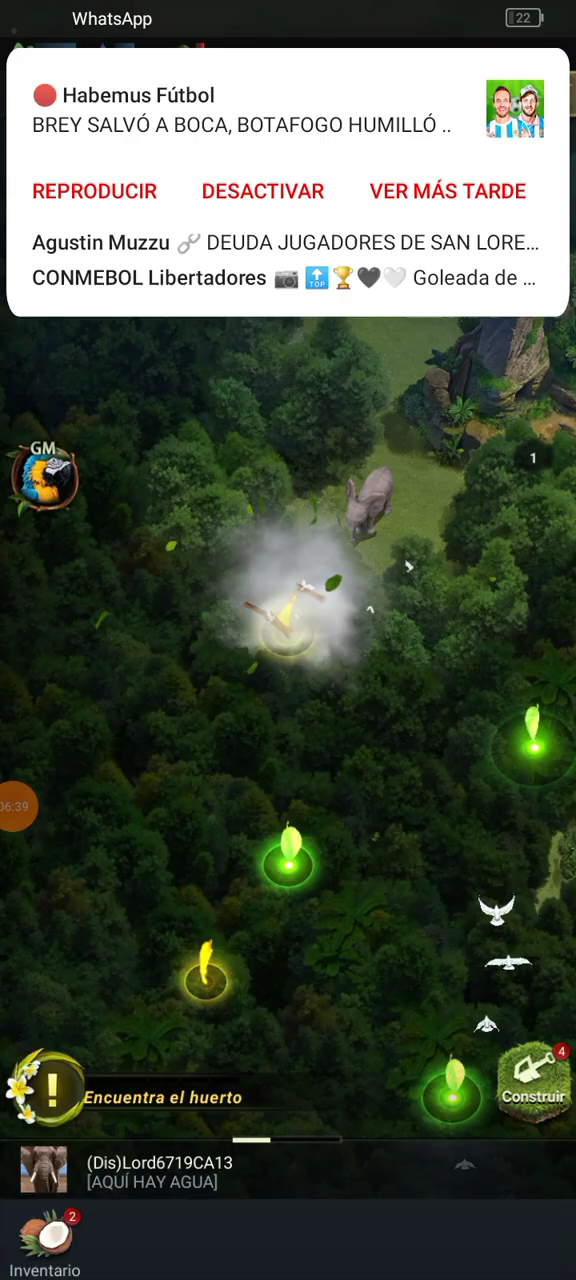 WhatsApp
22
Habemus Fútbol
BREY SALVÓ A BOCA, BOTAFOGO HUMILLÓ ..
REPRODUCIR DESACTIVAR VER MÁS TARDE
Agustin Muzzu 🔗 DEUDA JUGADORES DE SAN LORE...
CONMEBOL Libertadores 📷 🔝🏆🖤🤍 Goleada de ...
GM
1
06:39
4
Construir
Encuentra el huerto
(Dis)Lord6719CA13
[AQUÍ HAY AGUA]
2
Inventario